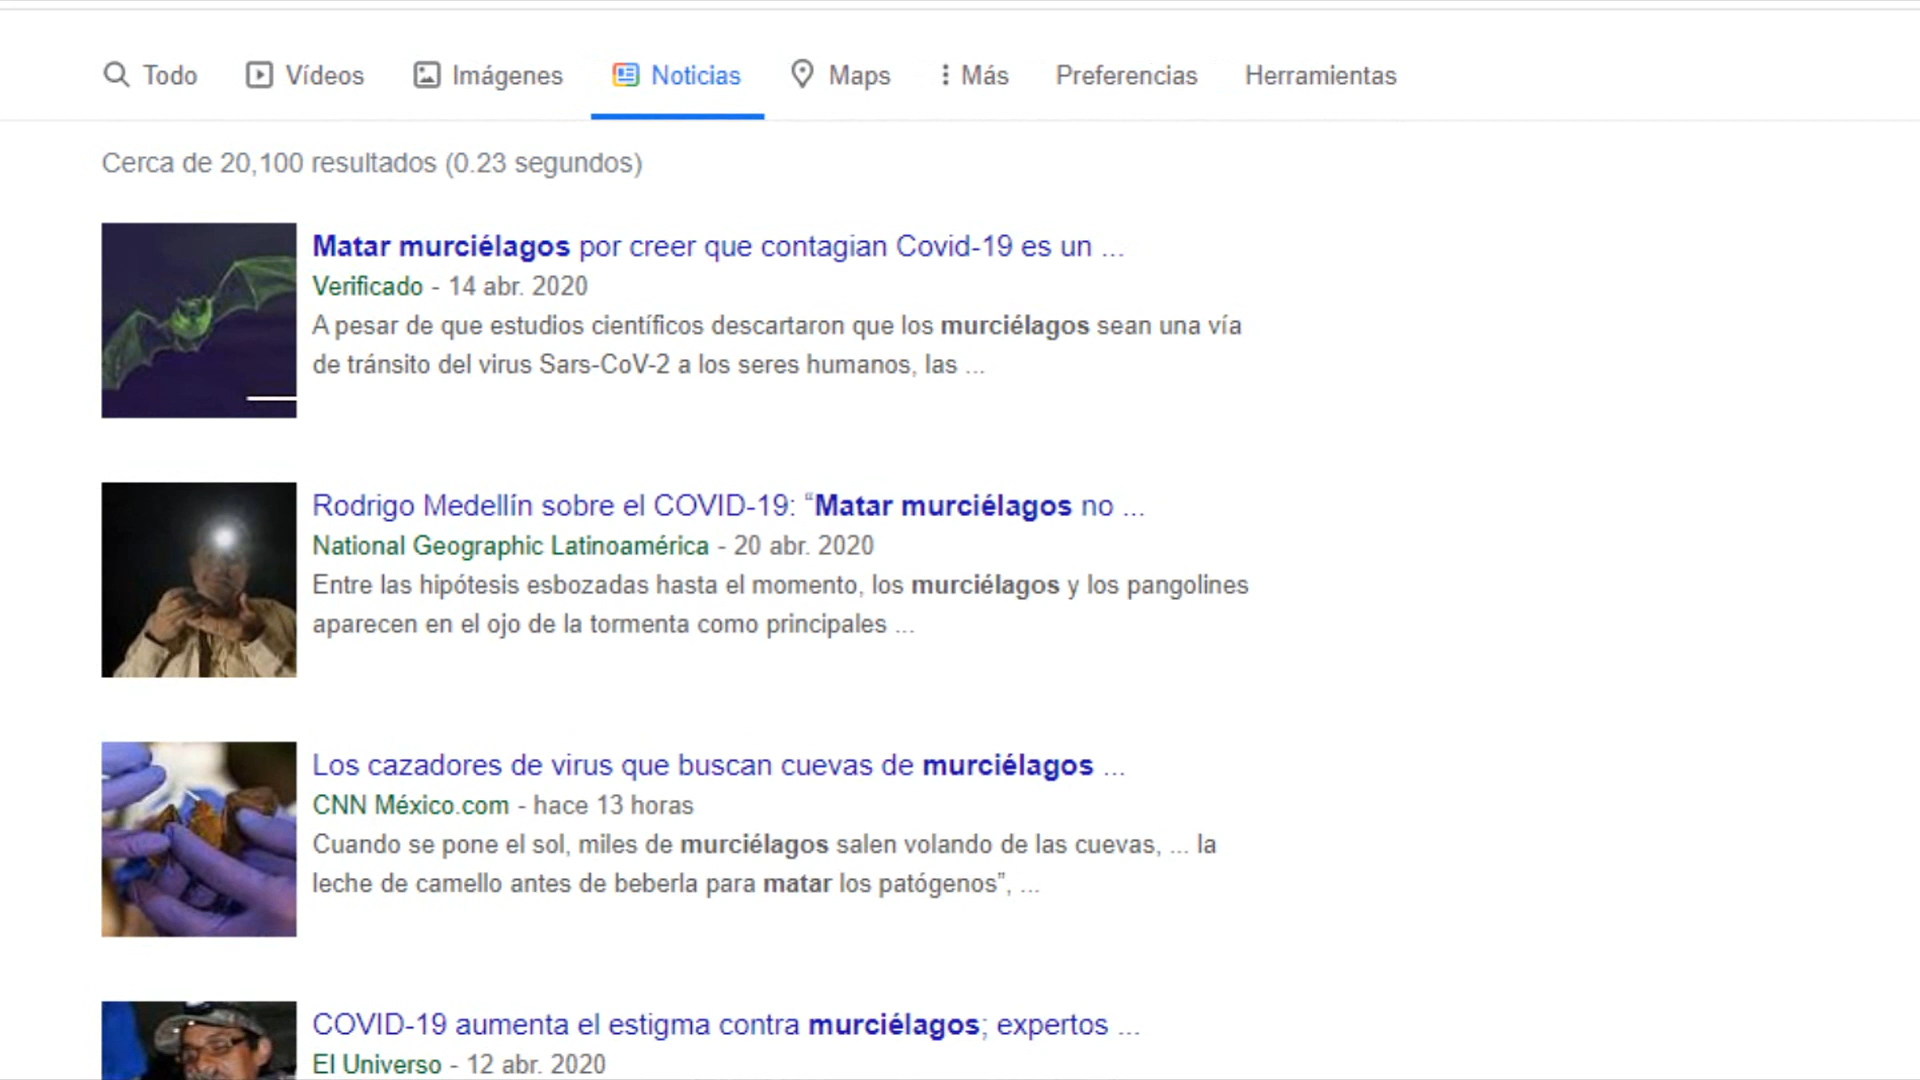 Todo Vídeos Imágenes Noticias Maps Más Preferencias Herramientas
Cerca de 20,100 resultados (0.23 segundos)
Matar murciélagos por creer que contagian Covid-19 es un ...
Verificado - 14 abr. 2020
A pesar de que estudios científicos descartaron que los murciélagos sean una vía
de tránsito del virus Sars-CoV-2 a los seres humanos, las ...
Rodrigo Medellín sobre el COVID-19: “Matar murciélagos no ...
National Geographic Latinoamérica - 20 abr. 2020
Entre las hipótesis esbozadas hasta el momento, los murciélagos y los pangolines
aparecen en el ojo de la tormenta como principales ...
Los cazadores de virus que buscan cuevas de murciélagos ...
CNN México.com - hace 13 horas
Cuando se pone el sol, miles de murciélagos salen volando de las cuevas, ... la
leche de camello antes de beberla para matar los patógenos”, ...
COVID-19 aumenta el estigma contra murciélagos; expertos ...
El Universo - 12 abr. 2020